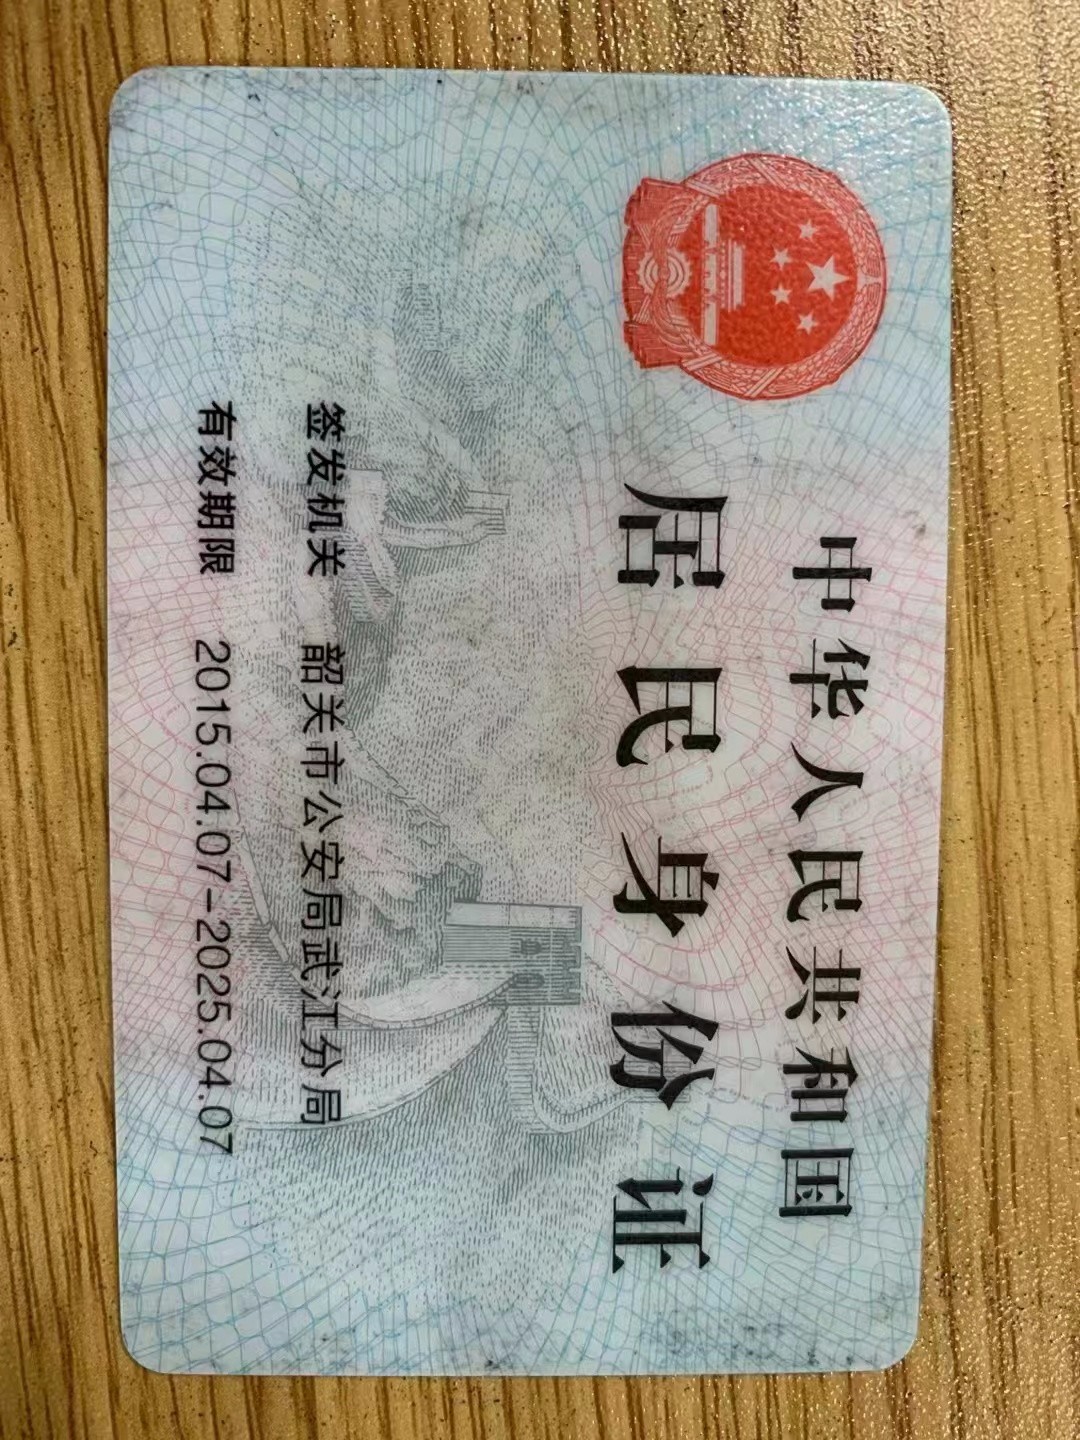 中华人民共和国
居民身份证
签发机关 韶关市公安局武江分局
有效期限 2015.04.07-2025.04.07